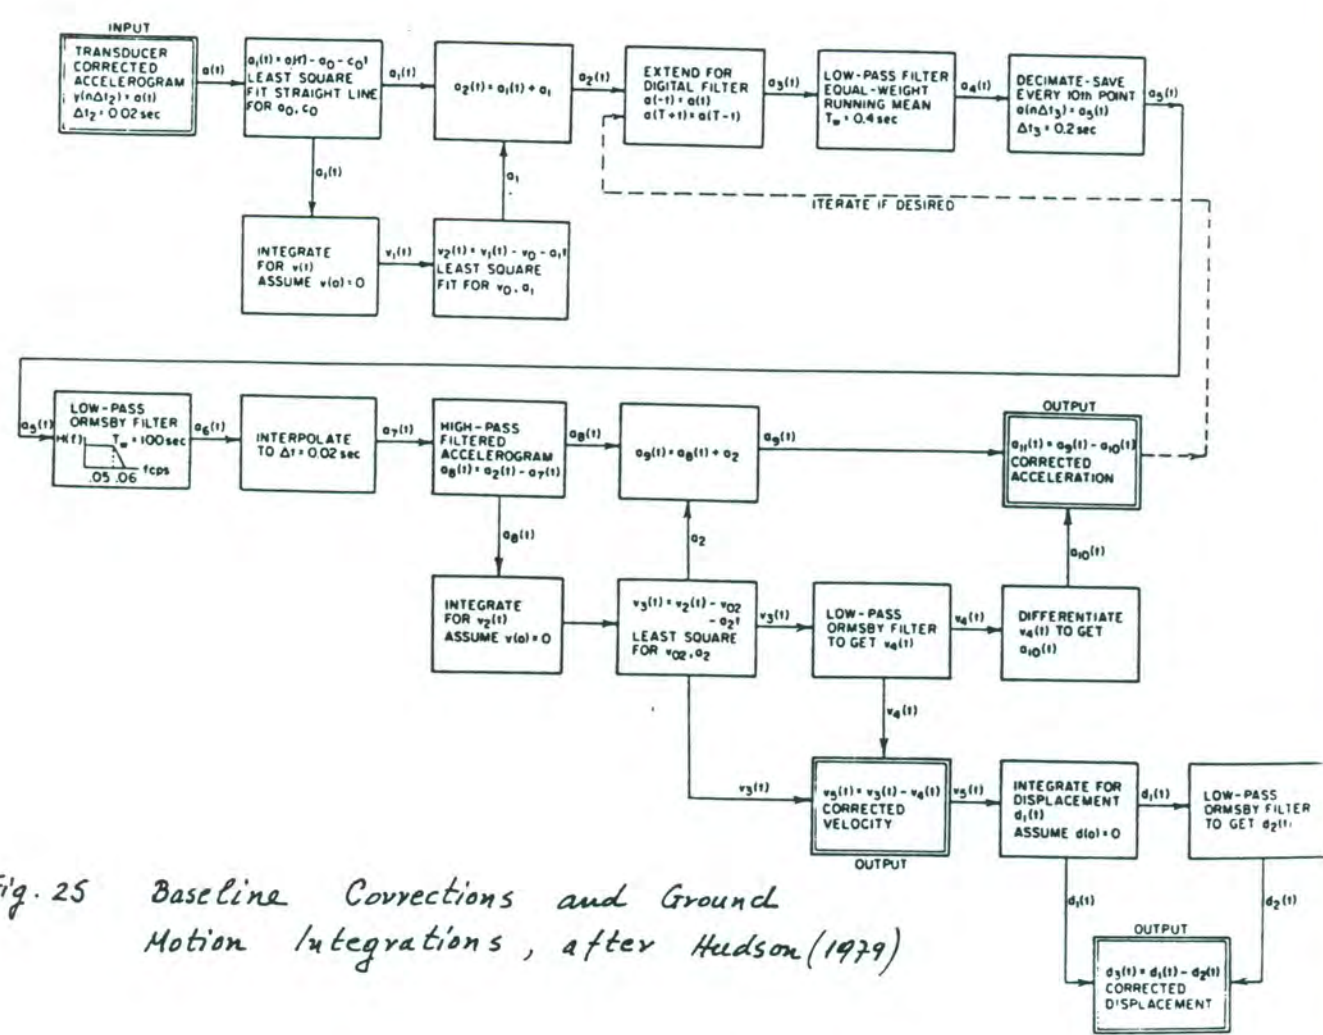 INPUT
TRANSDUCER
CORRECTED
ACCELEROGRAM
y(nΔt₂) = a(t)
Δt₂ = 0.02 sec
a(t)
a₁(t) = a(t) - a₀ - c₀t
LEAST SQUARE
FIT STRAIGHT LINE
FOR a₀, c₀
a₁(t)
a₂(t) = a₁(t) + a₁
a₂(t)
EXTEND FOR
DIGITAL FILTER
a(-t) = a(t)
a(T+t) = a(T-t)
a₃(t)
LOW-PASS FILTER
EQUAL-WEIGHT
RUNNING MEAN
Tw = 0.4 sec
a₄(t)
DECIMATE-SAVE
EVERY 10th POINT
a(nΔt₃) = a₅(t)
Δt₃ = 0.2 sec
a₅(t)
a₁(t)
a₁
ITERATE IF DESIRED
INTEGRATE
FOR v(t)
ASSUME v(o) = 0
v₁(t)
v₂(t) = v₁(t) - v₀ - a₁t
LEAST SQUARE
FIT FOR v₀, a₁
a₅(t)
LOW-PASS
ORMSBY FILTER
H(f)
Tw = 100 sec
fcps
.05 .06
a₆(t)
INTERPOLATE
TO Δt = 0.02 sec
a₇(t)
HIGH-PASS
FILTERED
ACCELEROGRAM
a₈(t) = a₂(t) - a₇(t)
a₈(t)
a₉(t) = a₈(t) + a₂
a₉(t)
OUTPUT
a₁₁(t) = a₉(t) - a₁₀(t)
CORRECTED
ACCELERATION
a₈(t)
a₂
a₁₀(t)
INTEGRATE
FOR v₂(t)
ASSUME v(o) = 0
v₃(t) = v₂(t) - v₀₂
- a₂t
LEAST SQUARE
FOR v₀₂, a₂
v₃(t)
LOW-PASS
ORMSBY FILTER
TO GET v₄(t)
v₄(t)
DIFFERENTIATE
v₄(t) TO GET
a₁₀(t)
v₄(t)
v₃(t)
v₅(t) = v₃(t) - v₄(t)
CORRECTED
VELOCITY
OUTPUT
v₅(t)
INTEGRATE FOR
DISPLACEMENT
d₁(t)
ASSUME d(o) = 0
d₁(t)
LOW-PASS
ORMSBY FILTER
TO GET d₂(t)
d₁(t)
d₂(t)
OUTPUT
d₃(t) = d₁(t) - d₂(t)
CORRECTED
DISPLACEMENT
ig. 25 Baseline Corrections and Ground
Motion Integrations, after Hudson (1979)